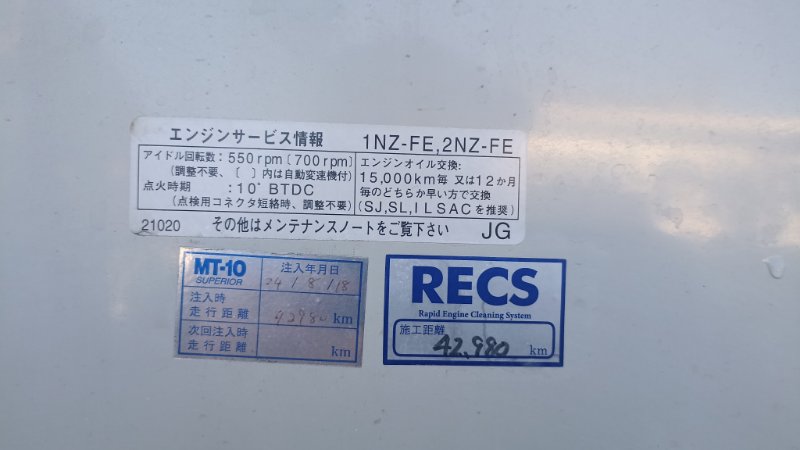 エンジンサービス情報 1NZ-FE,2NZ-FE
アイドル回転数:550rpm〔700rpm〕
(調整不要、〔 〕内は自動変速機付)
点火時期 :10°BTDC
(点検用コネクタ短絡時、調整不要)
エンジンオイル交換:
15,000km毎 又は12か月
毎のどちらか早い方で交換
(SJ,SL,ILSACを推奨)
21020 その他はメンテナンスノートをご覧下さい JG
MT-10
SUPERIOR
注入年月日
24/8/18
注入時
走行距離 42980 km
次回注入時
走行距離 km
RECS
Rapid Engine Cleaning System
施工距離
42,980 km